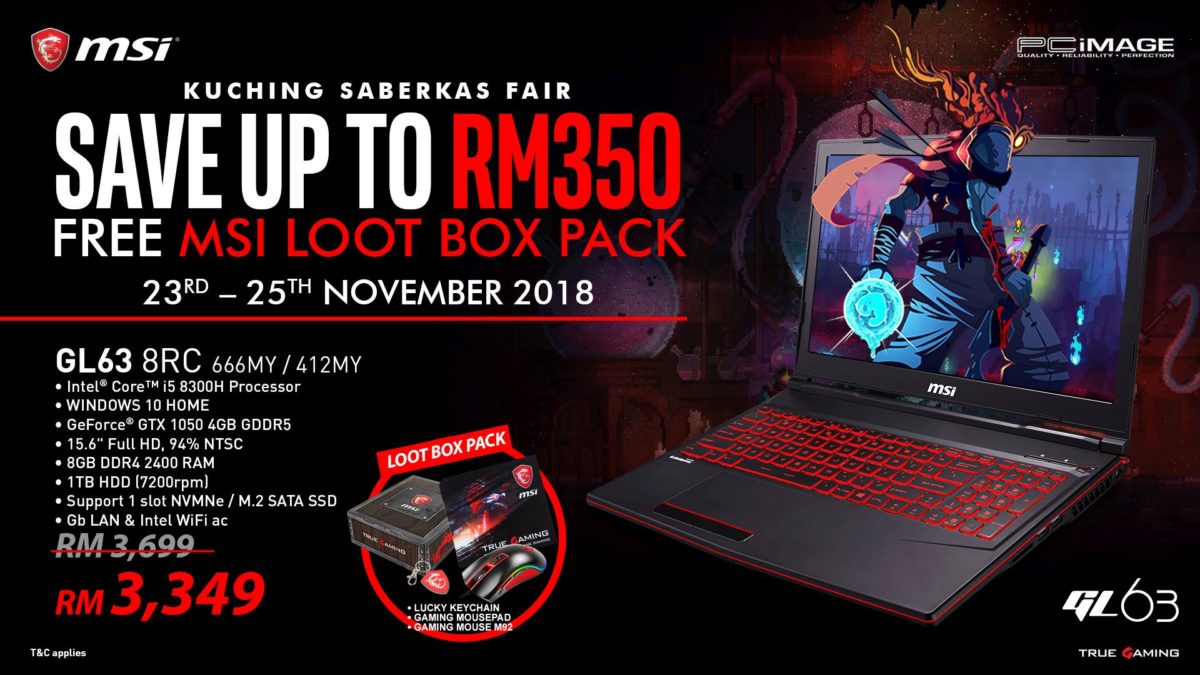 msi
PCiMAGE
QUALITY • RELIABILITY • PERFECTION
KUCHING SABERKAS FAIR
SAVE UP TO RM350
FREE MSI LOOT BOX PACK
23RD – 25TH NOVEMBER 2018
GL63 8RC 666MY / 412MY
• Intel® Core™ i5 8300H Processor
• WINDOWS 10 HOME
• GeForce® GTX 1050 4GB GDDR5
• 15.6" Full HD, 94% NTSC
• 8GB DDR4 2400 RAM
• 1TB HDD (7200rpm)
• Support 1 slot NVMNe / M.2 SATA SSD
• Gb LAN & Intel WiFi ac
RM 3,699
RM 3,349
LOOT BOX PACK
msi
TRUE GAMING
TRUE GAMING
• LUCKY KEYCHAIN
• GAMING MOUSEPAD
• GAMING MOUSE M92
msi
GL63
TRUE GAMING
T&C applies